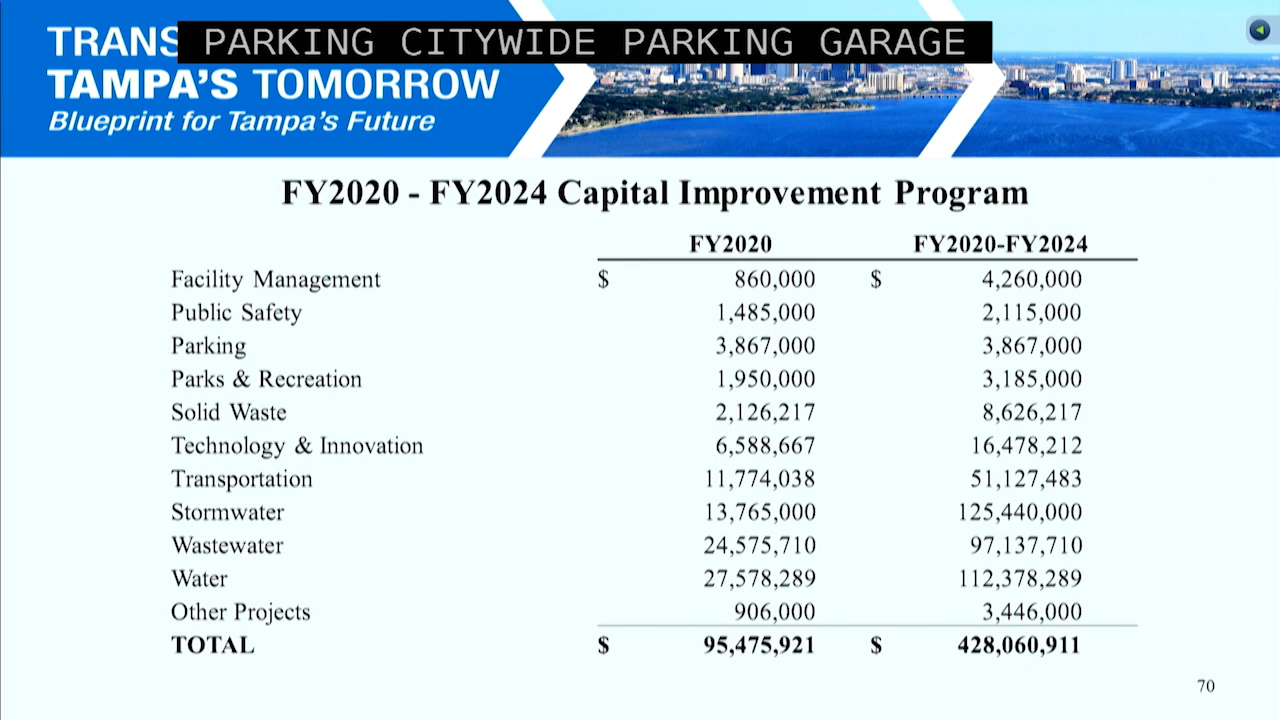 TRANS PARKING CITYWIDE PARKING GARAGE
TAMPA'S TOMORROW
Blueprint for Tampa's Future
FY2020 - FY2024 Capital Improvement Program
FY2020 FY2020-FY2024
Facility Management $ 860,000 $ 4,260,000
Public Safety 1,485,000 2,115,000
Parking 3,867,000 3,867,000
Parks & Recreation 1,950,000 3,185,000
Solid Waste 2,126,217 8,626,217
Technology & Innovation 6,588,667 16,478,212
Transportation 11,774,038 51,127,483
Stormwater 13,765,000 125,440,000
Wastewater 24,575,710 97,137,710
Water 27,578,289 112,378,289
Other Projects 906,000 3,446,000
TOTAL $ 95,475,921 $ 428,060,911
70